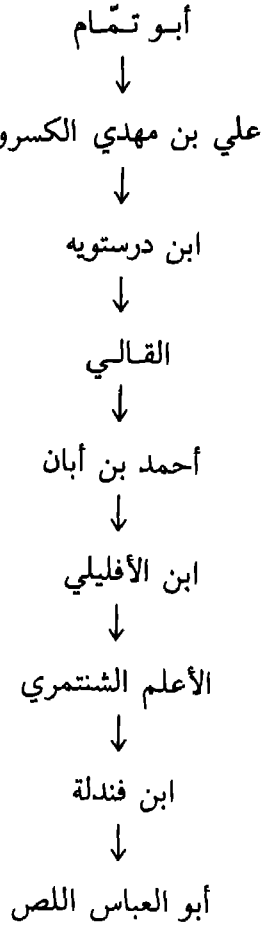 أبو تمّام
↓
علي بن مهدي الكسرو
↓
ابن درستويه
↓
القالي
↓
أحمد بن أبان
↓
ابن الأفليلي
↓
الأعلم الشنتمري
↓
ابن فندلة
↓
أبو العباس اللص